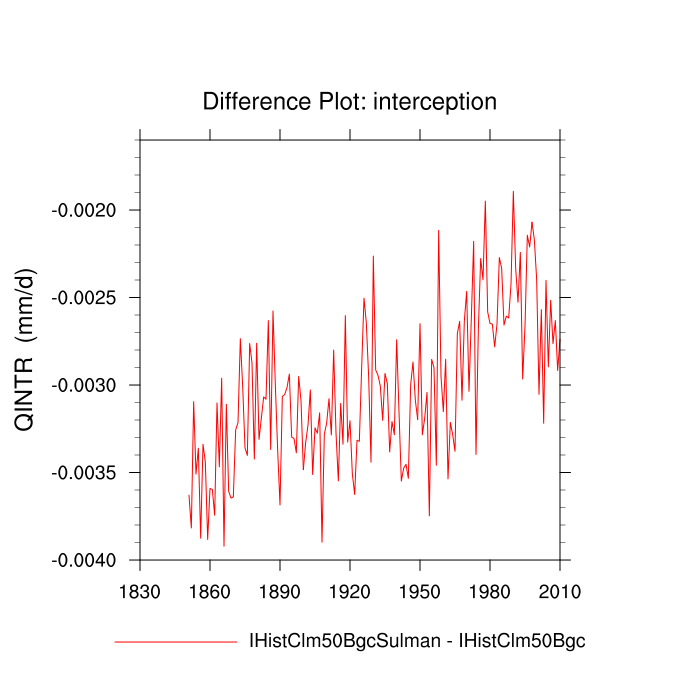 Difference Plot: interception
QINTR (mm/d)
-0.0020
-0.0025
-0.0030
-0.0035
-0.0040
1830 1860 1890 1920 1950 1980 2010
IHistClm50BgcSulman - IHistClm50Bgc